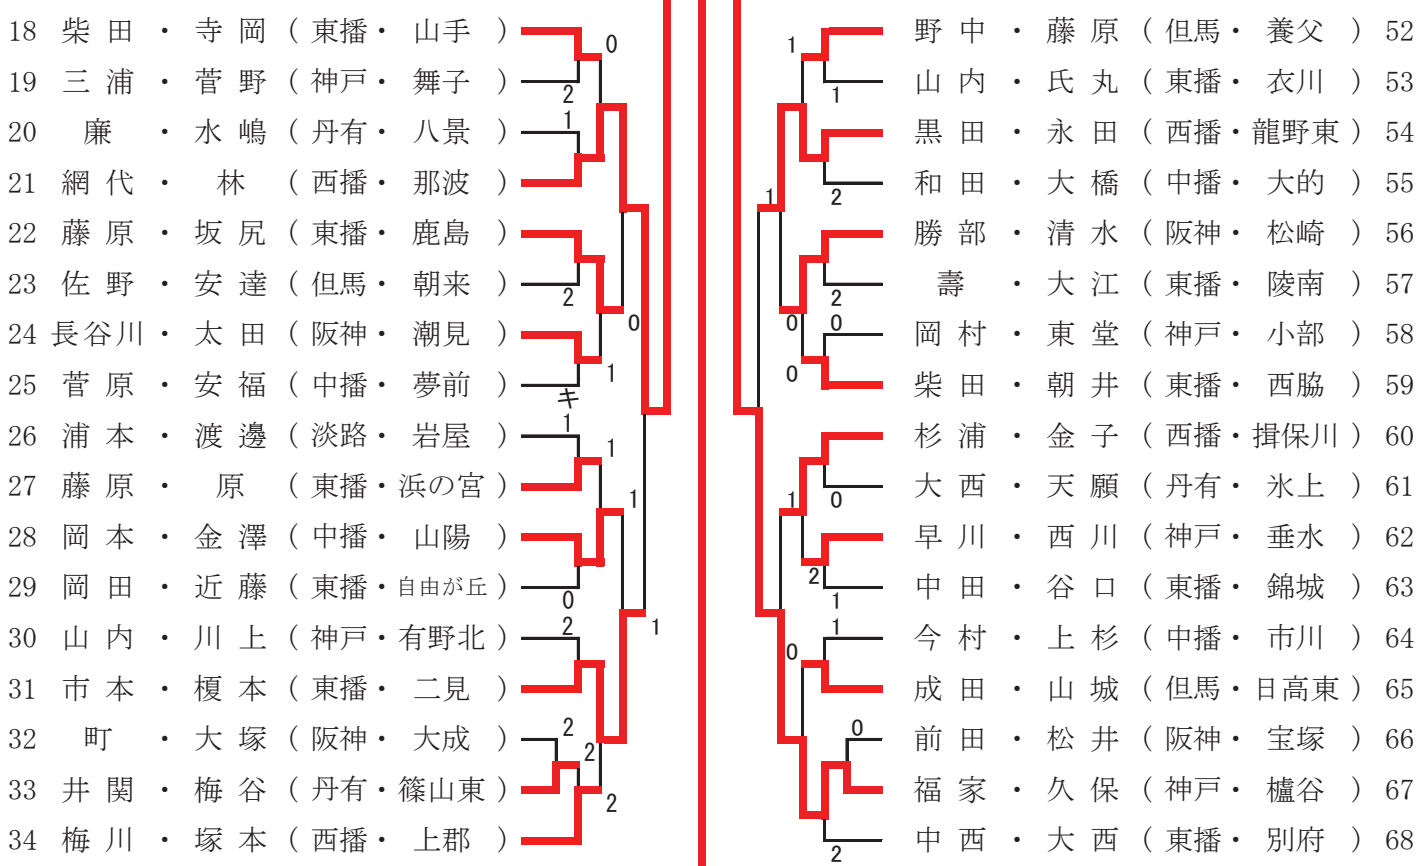 18 柴田・寺岡（東播・山手） 0 1 野中・藤原（但馬・養父） 52
19 三浦・菅野（神戸・舞子） 2 1 山内・氏丸（東播・衣川） 53
20 廉・水嶋（丹有・八景） 1 黒田・永田（西播・龍野東） 54
21 網代・林（西播・那波） 1 2 和田・大橋（中播・大的） 55
22 藤原・坂尻（東播・鹿島） 勝部・清水（阪神・松崎） 56
23 佐野・安達（但馬・朝来） 2 2 壽・大江（東播・陵南） 57
24 長谷川・太田（阪神・潮見） 0 0 0 岡村・東堂（神戸・小部） 58
25 菅原・安福（中播・夢前） キ 1 0 柴田・朝井（東播・西脇） 59
26 浦本・渡邊（淡路・岩屋） 1 1 杉浦・金子（西播・揖保川） 60
27 藤原・原（東播・浜の宮） 1 1 0 大西・天願（丹有・氷上） 61
28 岡本・金澤（中播・山陽） 早川・西川（神戸・垂水） 62
29 岡田・近藤（東播・自由が丘） 0 2 1 中田・谷口（東播・錦城） 63
30 山内・川上（神戸・有野北） 2 1 0 1 今村・上杉（中播・市川） 64
31 市本・榎本（東播・二見） 成田・山城（但馬・日高東） 65
32 町・大塚（阪神・大成） 2 2 0 前田・松井（阪神・宝塚） 66
33 井関・梅谷（丹有・篠山東） 2 福家・久保（神戸・櫨谷） 67
34 梅川・塚本（西播・上郡） 2 中西・大西（東播・別府） 68